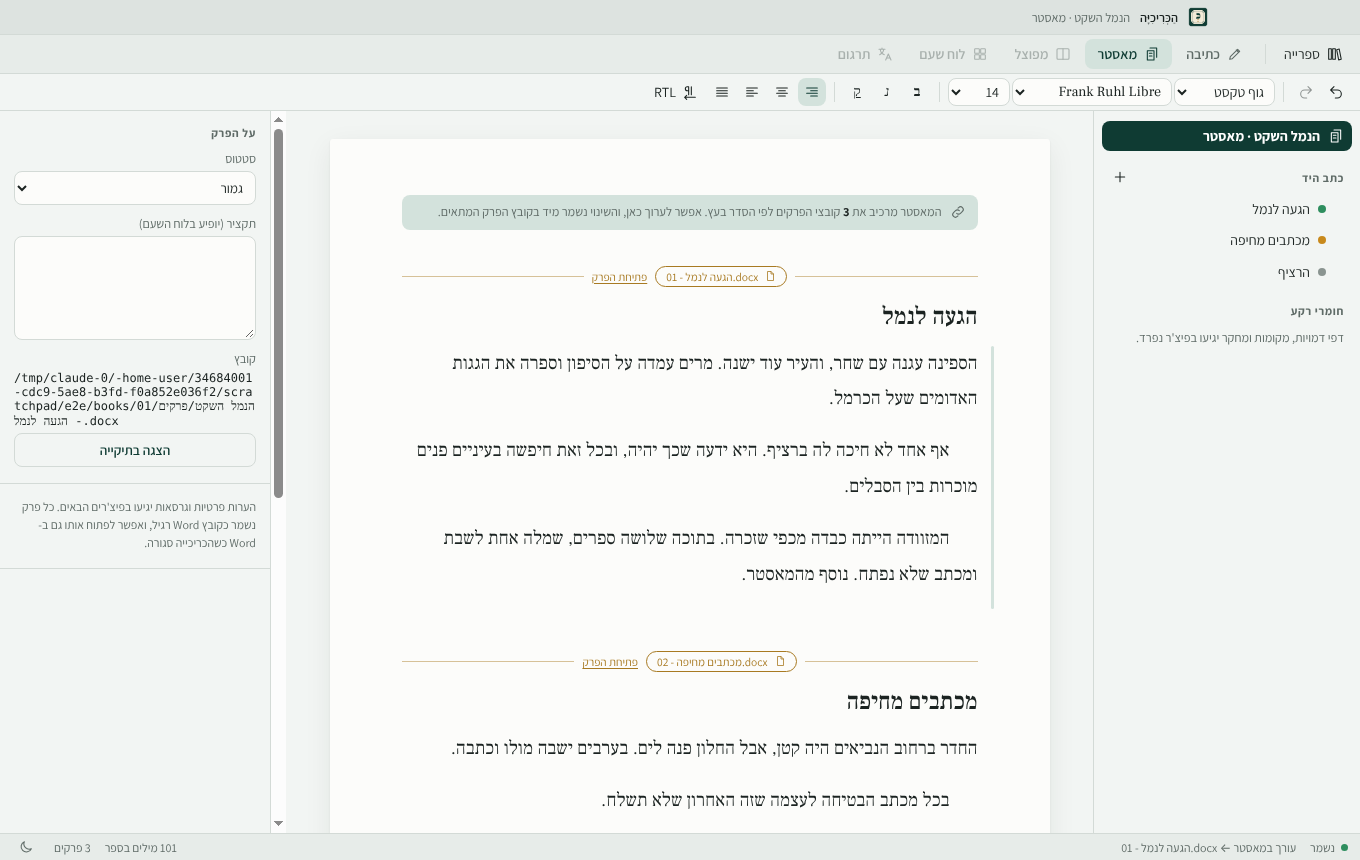 הכריכיה הנמל השקט · מאסטר
ספרייה כתיבה מאסטר מפוצל לוח שעם תרגום
גוף טקסט Frank Ruhl Libre 14 ב נ ק RTL
הנמל השקט · מאסטר
כתב היד
הגעה לנמל
מכתבים מחיפה
הרציף
חומרי רקע
דפי דמויות, מקומות ומחקר יגיעו בפיצ'ר נפרד.
המאסטר מרכיב את 3 קובצי הפרקים לפי הסדר בעץ. אפשר לערוך כאן, והשינוי נשמר מיד בקובץ הפרק המתאים.
01 - הגעה לנמל.docx פתיחת הפרק
הגעה לנמל
הספינה עגנה עם שחר, והעיר עוד ישנה. מרים עמדה על הסיפון וספרה את הגגות
האדומים שעל הכרמל.
אף אחד לא חיכה לה ברציף. היא ידעה שכך יהיה, ובכל זאת חיפשה בעיניים פנים
מוכרות בין הסבלים.
המזוודה הייתה כבדה מכפי שזכרה. בתוכה שלושה ספרים, שמלה אחת לשבת
ומכתב שלא נפתח. נוסף מהמאסטר.
02 - מכתבים מחיפה.docx פתיחת הפרק
מכתבים מחיפה
החדר ברחוב הנביאים היה קטן, אבל החלון פנה לים. בערבים ישבה מולו וכתבה.
בכל מכתב הבטיחה לעצמה שזה האחרון שלא תשלח.
על הפרק
סטטוס
גמור
תקציר (יופיע בלוח השעם)
קובץ
/tmp/claude-0/-home-user/34684001
-cdc9-5ae8-b3fd-f0a852e036f2/scra
tchpad/e2e/books/הנמל השקט/פרקים/01
- הגעה לנמל.docx
הצגה בתיקייה
הערות פרטיות וגרסאות יגיעו בפיצ'רים הבאים. כל פרק
נשמר כקובץ Word רגיל, ואפשר לפתוח אותו גם ב-
Word כשהכריכייה סגורה.
נשמר עורך במאסטר ← 01 - הגעה לנמל.docx 101 מילים בספר 3 פרקים